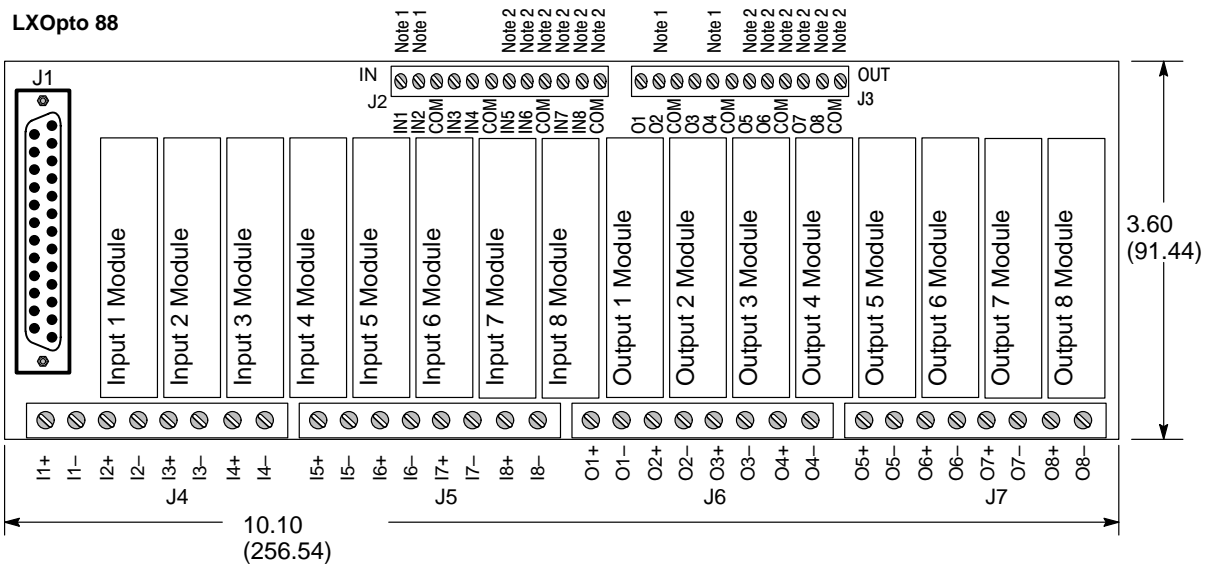 LXOpto 88
Note 1
Note 1
Note 2
Note 2
Note 2
Note 2
Note 2
Note 2
Note 1
Note 1
Note 2
Note 2
Note 2
Note 2
Note 2
Note 2
J1
IN
J2
OUT
J3
IN1
IN2
COM
IN3
IN4
COM
IN5
IN6
COM
IN7
IN8
COM
O1
O2
COM
O3
O4
COM
O5
O6
COM
O7
O8
COM
Input 1 Module
Input 2 Module
Input 3 Module
Input 4 Module
Input 5 Module
Input 6 Module
Input 7 Module
Input 8 Module
Output 1 Module
Output 2 Module
Output 3 Module
Output 4 Module
Output 5 Module
Output 6 Module
Output 7 Module
Output 8 Module
3.60
(91.44)
I1+
I1–
I2+
I2–
I3+
I3–
I4+
I4–
I5+
I5–
I6+
I6–
I7+
I7–
I8+
I8–
O1+
O1–
O2+
O2–
O3+
O3–
O4+
O4–
O5+
O5–
O6+
O6–
O7+
O7–
O8+
O8–
J4
J5
J6
J7
10.10
(256.54)